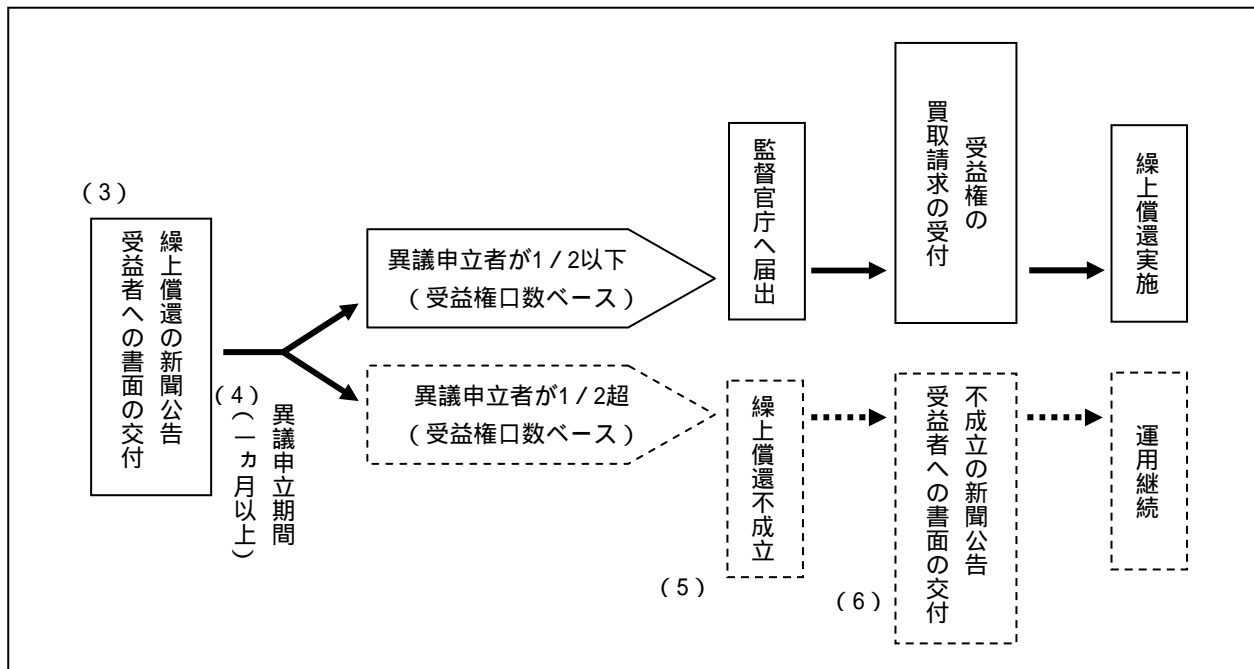 (3)
繰上償還の新聞公告
受益者への書面の交付
(4)
異議申立期間
(一ヵ月以上)
異議申立者が1/2以下
(受益権口数ベース)
監督官庁へ届出
受益権の
買取請求の受付
繰上償還実施
異議申立者が1/2超
(受益権口数ベース)
(5)
繰上償還不成立
(6)
不成立の新聞公告
受益者への書面の交付
運用継続